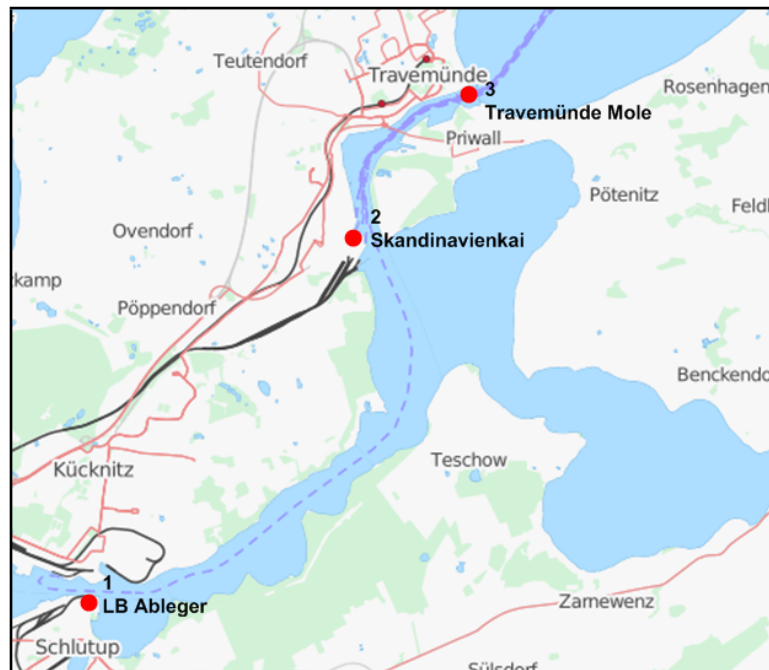 Teutendorf
Travemünde
3
Travemünde Mole
Rosenhagen
Priwall
Pötenitz
2
Skandinavienkai
Feldh
Ovendorf
zkamp
Pöppendorf
Benckendo
Teschow
Kücknitz
1
LB Ableger
Zarnewenz
Schlutup
Sülsdorf